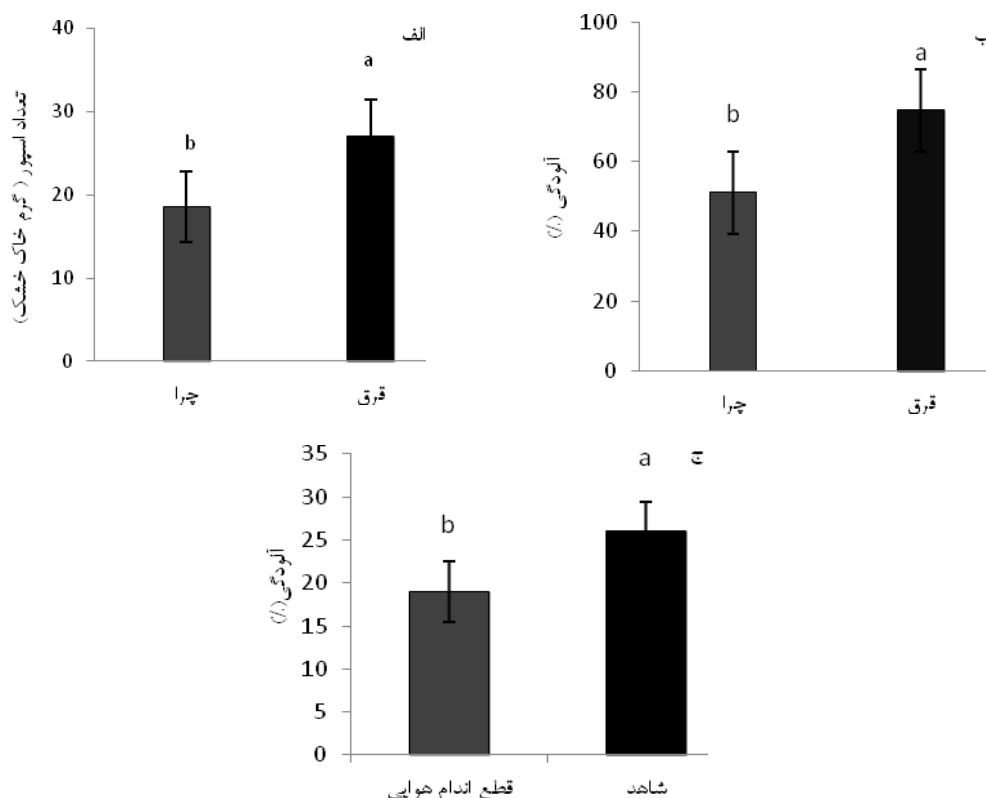 الف
تعداد اسپور ( گرم خاک خشک)
40
30
20
10
0
b
a
چرا
قرق
ب
آلودگی (٪)
100
80
60
40
20
0
b
a
چرا
قرق
ج
آلودگی(٪)
35
30
25
20
15
10
5
0
b
a
قطع اندام هوایی
شاهد